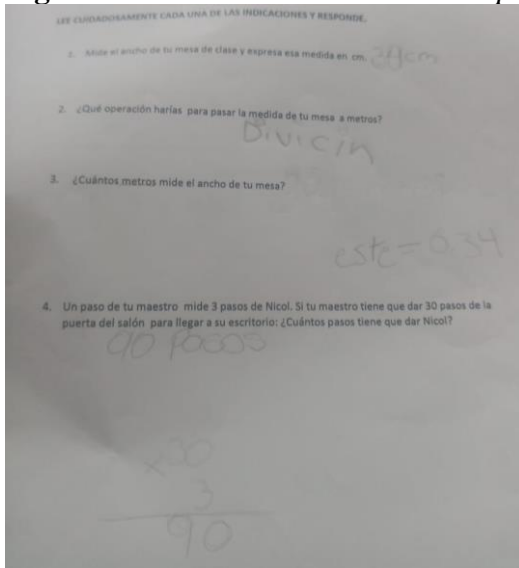 LEE CUIDADOSAMENTE CADA UNA DE LAS INDICACIONES Y RESPONDE.
1. Mide el ancho de tu mesa de clase y expresa esa medida en cm. 34cm
2. ¿Qué operación harías para pasar la medida de tu mesa a metros?
Divicin
3. ¿Cuántos metros mide el ancho de tu mesa?
este = 0.34
4. Un paso de tu maestro mide 3 pasos de Nicol. Si tu maestro tiene que dar 30 pasos de la
puerta del salón para llegar a su escritorio: ¿Cuántos pasos tiene que dar Nicol?
90 pasos
x 30
3
90